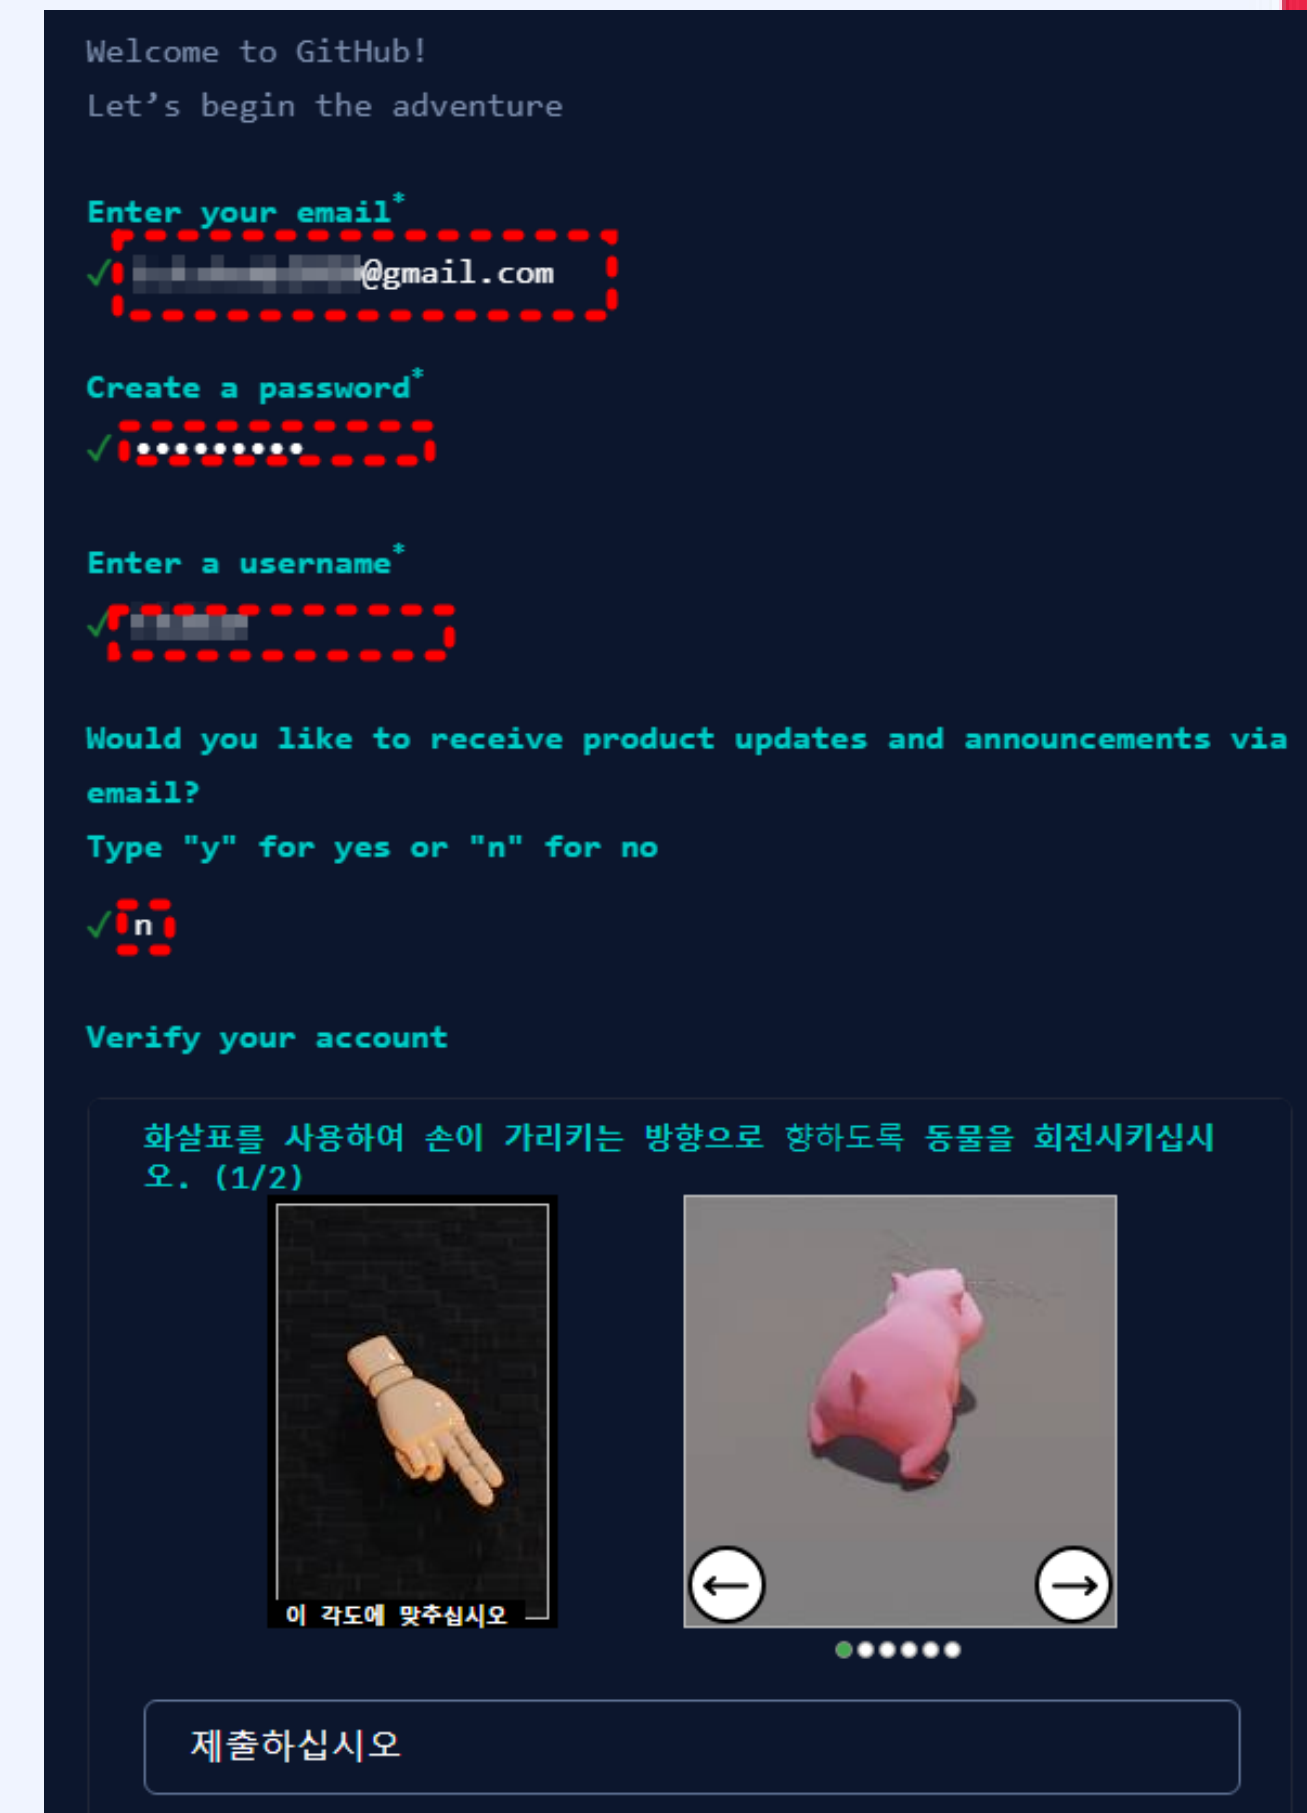 Welcome to GitHub!
Let’s begin the adventure
Enter your email*
@gmail.com
Create a password*
Enter a username*
Would you like to receive product updates and announcements via
email?
Type "y" for yes or "n" for no
n
Verify your account
화살표를 사용하여 손이 가리키는 방향으로 향하도록 동물을 회전시키십시
오. (1/2)
이 각도에 맞추십시오
제출하십시오